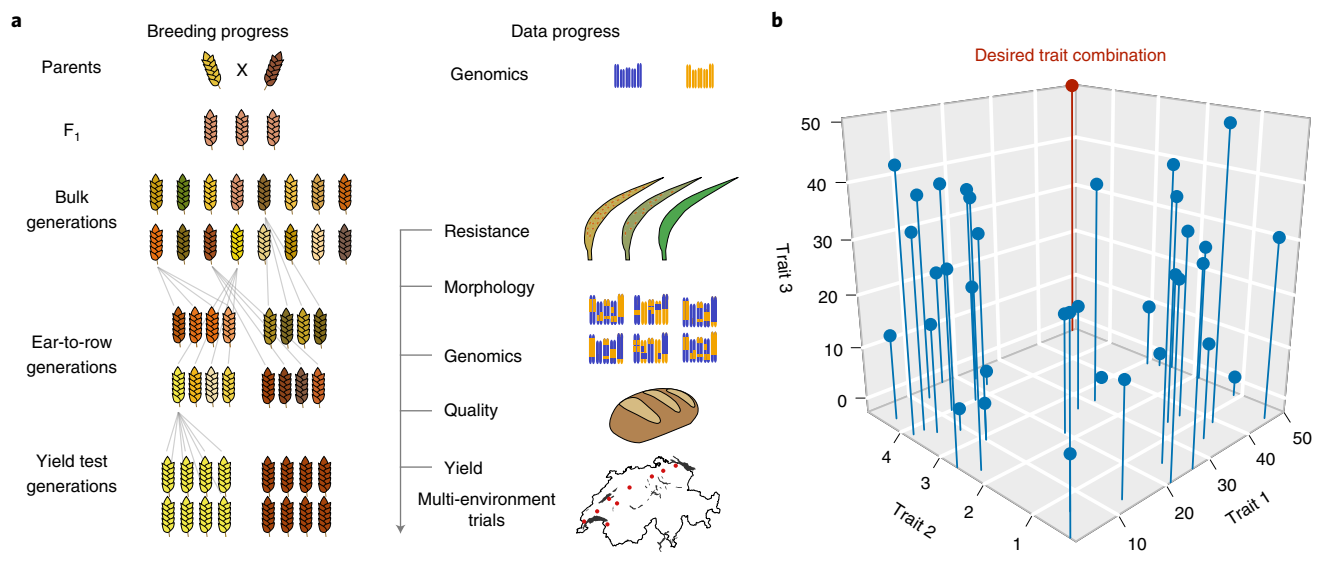 a
Breeding progress
Data progress
Parents
X
Genomics
F1
Bulk
generations
Resistance
Morphology
Ear-to-row
generations
Genomics
Quality
Yield test
generations
Yield
Multi-environment
trials
b
Desired trait combination
50
40
30
20
10
0
Trait 3
4
3
2
1
Trait 2
10
20
30
40
50
Trait 1